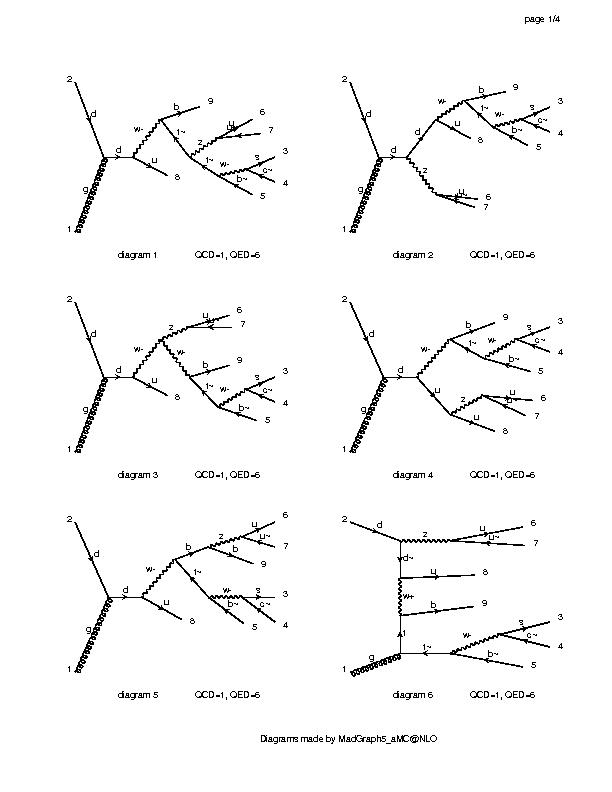 page 1/4
2
d
g
1
d
w-
u
8
b
9
t~
z
u
6
7
t~
w-
s
3
c~
4
b~
5
diagram 1 QCD=1, QED=6
2
d
g
1
d
d
w-
u
8
b
9
t~
w-
s
3
c~
4
b~
5
z
6
7
diagram 2 QCD=1, QED=6
2
d
g
1
d
w-
u
8
z
u
6
7
w-
b
9
t~
w-
s
3
c~
4
b~
5
diagram 3 QCD=1, QED=6
2
d
g
1
d
w-
b
9
t~
w-
s
3
c~
4
b~
5
u
z
u
6
7
u
8
diagram 4 QCD=1, QED=6
2
d
g
1
d
w-
u
8
b
z
u
6
u~
7
b
9
t~
w-
s
3
c~
4
b~
5
diagram 5 QCD=1, QED=6
2
d
z
u
6
u~
7
d~
u
8
w+
b
9
t
g
1
t~
w-
s
3
c~
4
b~
5
diagram 6 QCD=1, QED=6
Diagrams made by MadGraph5_aMC@NLO